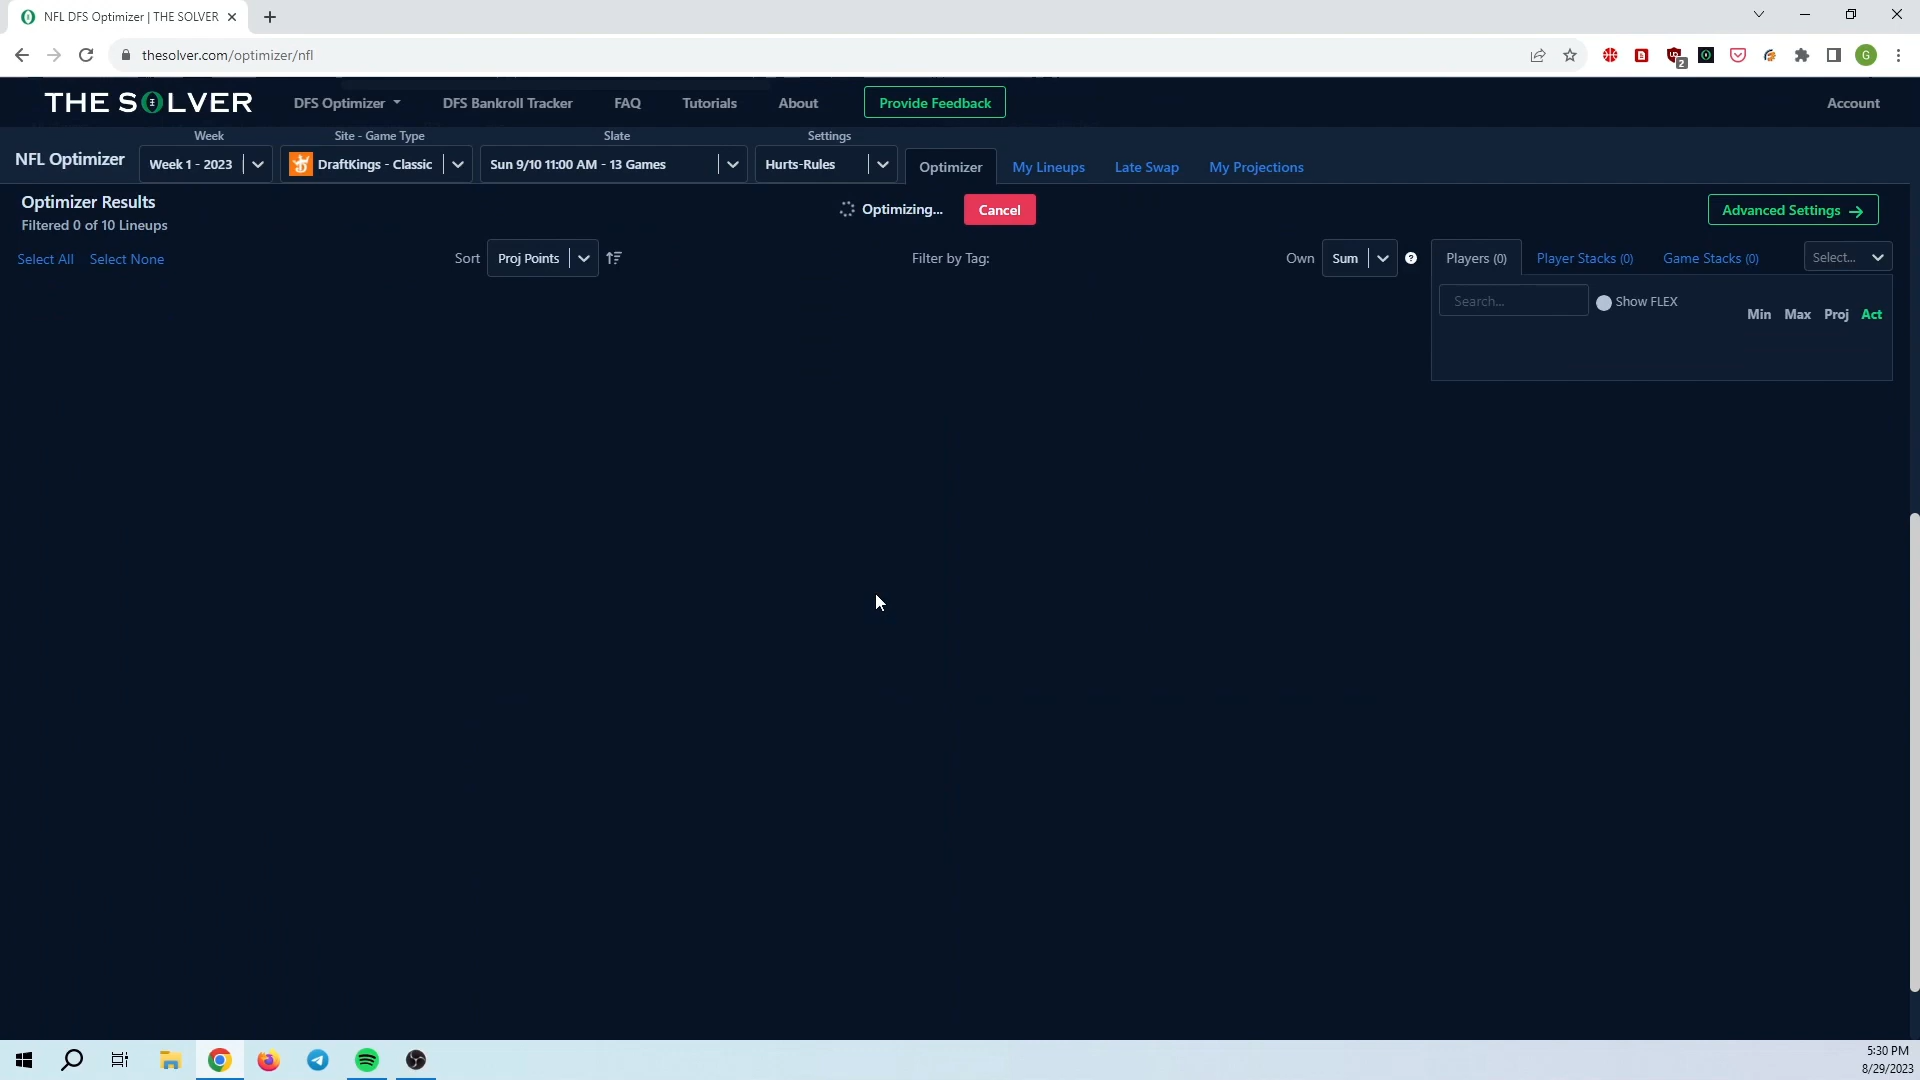 NFL DFS Optimizer | THE SOLVER
thesolver.com/optimizer/nfl
2
G
THE SOLVER
DFS Optimizer
DFS Bankroll Tracker
FAQ
Tutorials
About
Provide Feedback
Account
Week
Site - Game Type
Slate
Settings
NFL Optimizer
Week 1 - 2023
DraftKings - Classic
Sun 9/10 11:00 AM - 13 Games
Hurts-Rules
Optimizer
My Lineups
Late Swap
My Projections
Optimizer Results
Filtered 0 of 10 Lineups
Optimizing...
Cancel
Advanced Settings
Select All
Select None
Sort
Proj Points
Filter by Tag:
Own
Sum
?
Players (0)
Player Stacks (0)
Game Stacks (0)
Select...
Search...
Show FLEX
Min
Max
Proj
Act
5:30 PM
8/29/2023